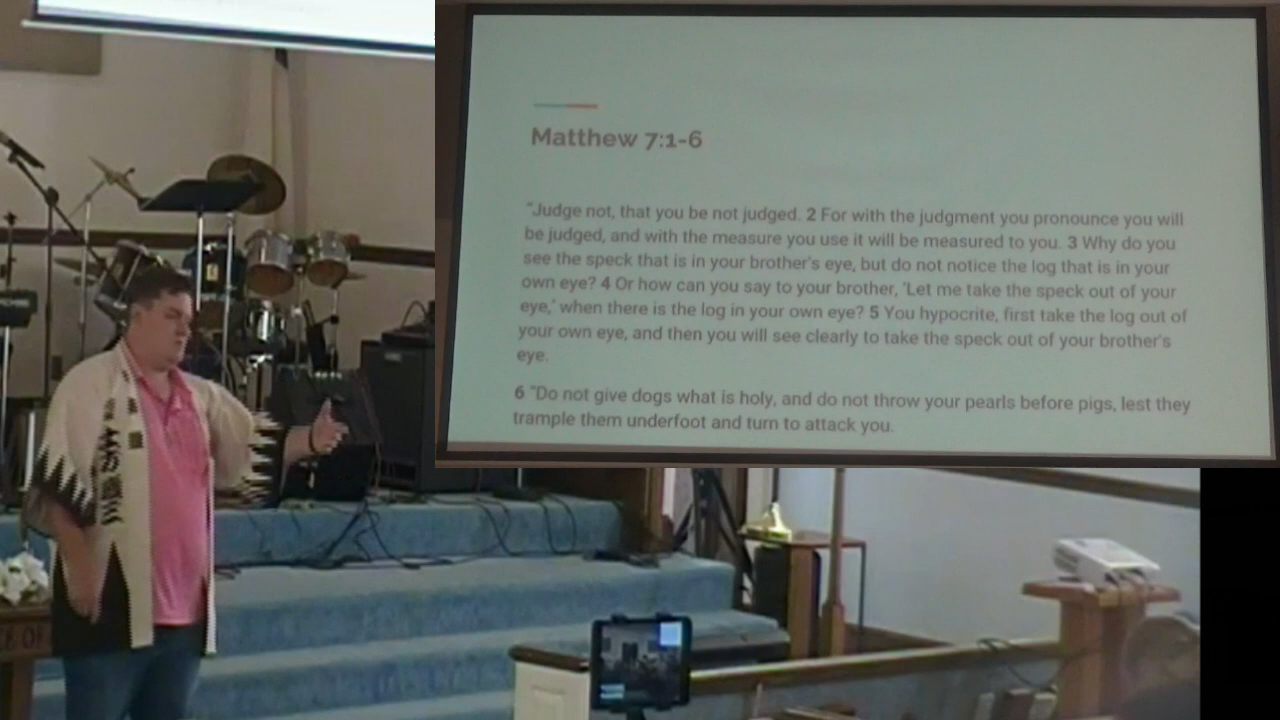 Matthew 7:1-6
"Judge not, that you be not judged. 2 For with the judgment you pronounce you will
be judged, and with the measure you use it will be measured to you. 3 Why do you
see the speck that is in your brother's eye, but do not notice the log that is in your
own eye? 4 Or how can you say to your brother, 'Let me take the speck out of your
eye,' when there is the log in your own eye? 5 You hypocrite, first take the log out of
your own eye, and then you will see clearly to take the speck out of your brother's
eye.
6 "Do not give dogs what is holy, and do not throw your pearls before pigs, lest they
trample them underfoot and turn to attack you.
OF